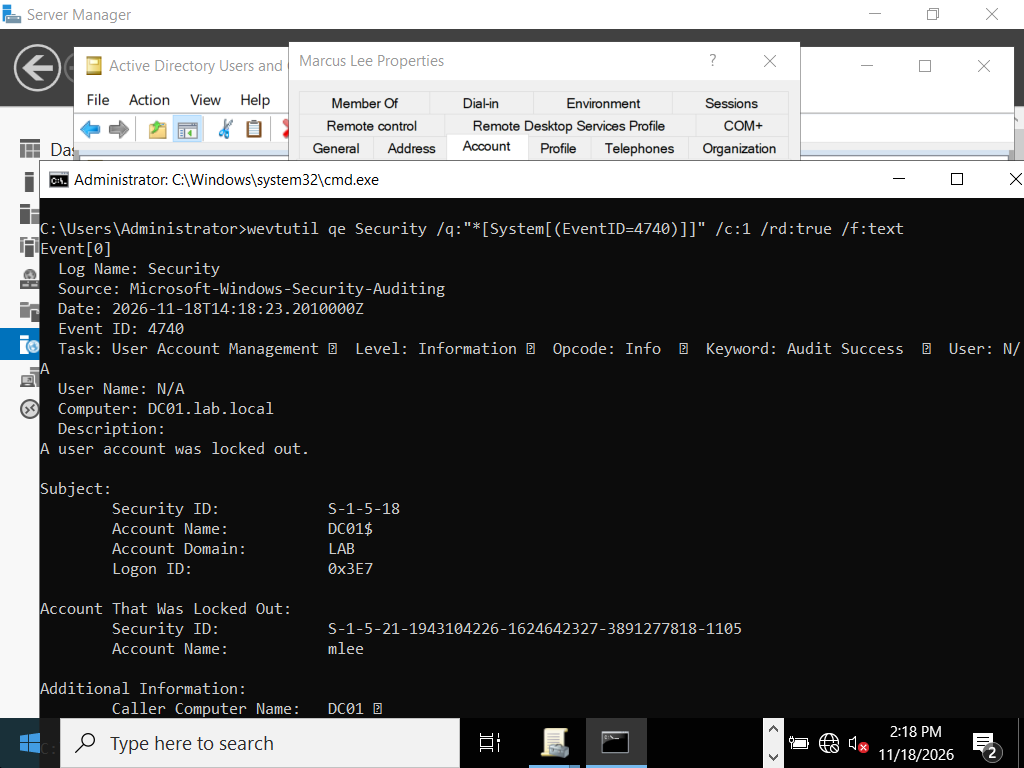 Server Manager
Active Directory Users and
Marcus Lee Properties
?
File Action View Help
Member Of Dial-in Environment Sessions
Remote control Remote Desktop Services Profile COM+
General Address Account Profile Telephones Organization
Administrator: C:\Windows\system32\cmd.exe
C:\Users\Administrator>wevtutil qe Security /q:"*[System[(EventID=4740)]]" /c:1 /rd:true /f:text
Event[0]
Log Name: Security
Source: Microsoft-Windows-Security-Auditing
Date: 2026-11-18T14:18:23.2010000Z
Event ID: 4740
Task: User Account Management Level: Information Opcode: Info Keyword: Audit Success User: N/
A
User Name: N/A
Computer: DC01.lab.local
Description:
A user account was locked out.
Subject:
Security ID: S-1-5-18
Account Name: DC01$
Account Domain: LAB
Logon ID: 0x3E7
Account That Was Locked Out:
Security ID: S-1-5-21-1943104226-1624642327-3891277818-1105
Account Name: mlee
Additional Information:
Caller Computer Name: DC01
Type here to search
2:18 PM
11/18/2026
2